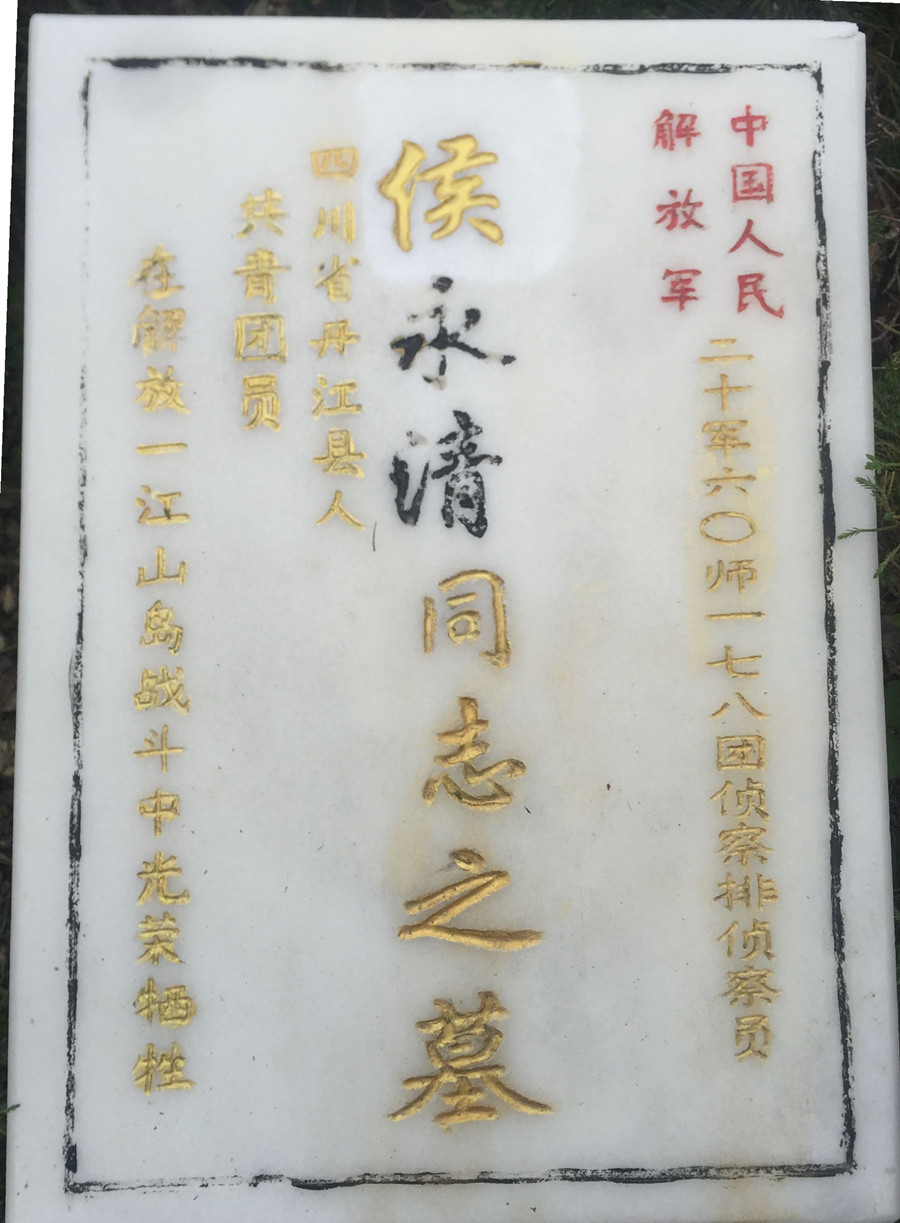 中国人民
解放军
二十军六〇师一七八团侦察排侦察员
侯永清同志之墓
四川省丹江县人
共青团员
在解放一江山岛战斗中光荣牺牲